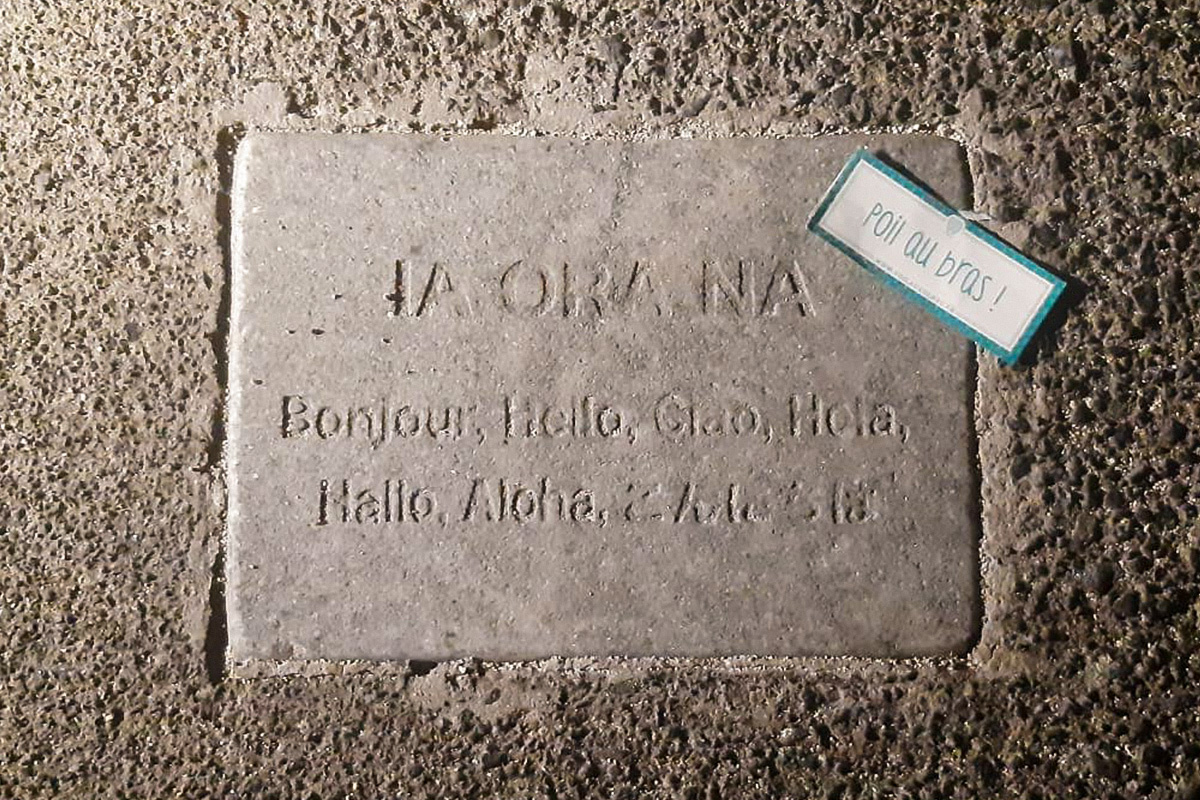 IA ORA NA
Bonjour, Hello, Ciao, Hola,
Hallo, Aloha,
Poil au bras !